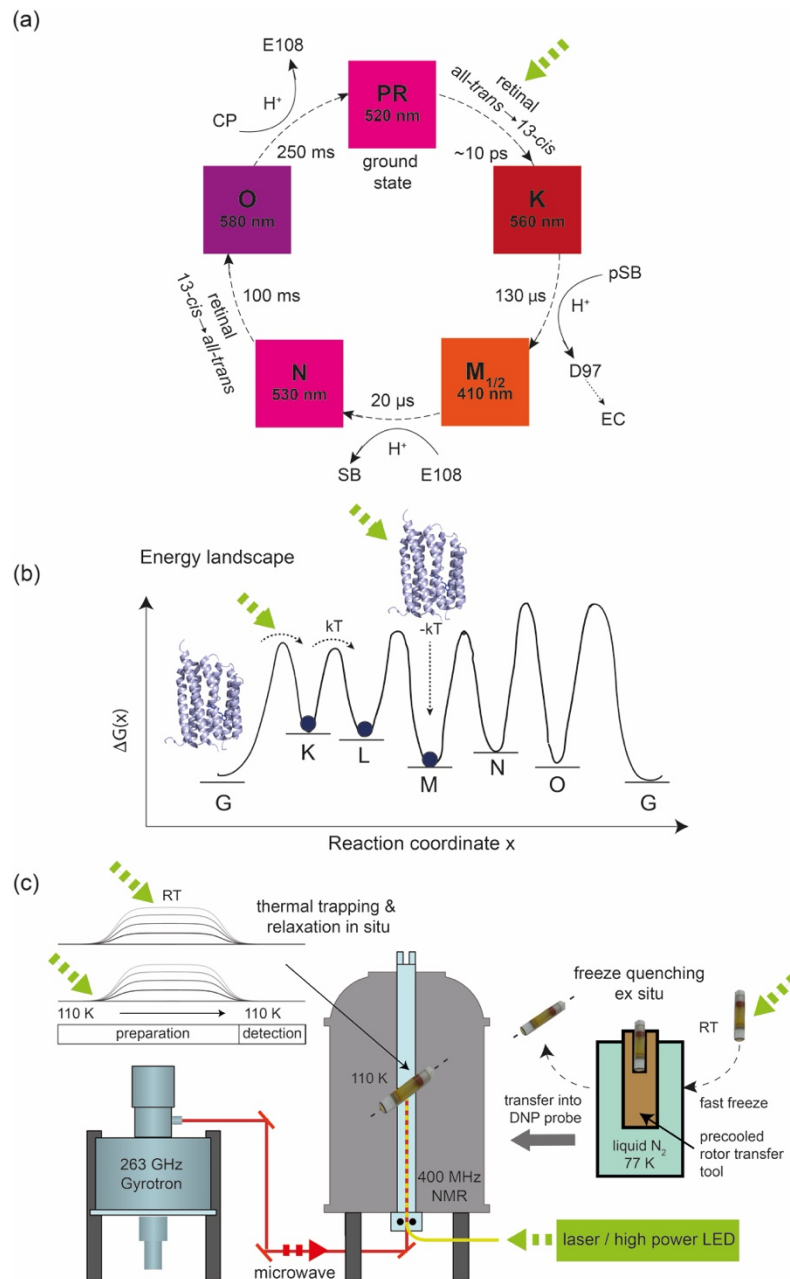 (a)
E108
H⁺
CP
PR
520 nm
ground
state
retinal
all-trans → 13-cis
~10 ps
250 ms
O
580 nm
K
560 nm
retinal
13-cis → all-trans
100 ms
130 µs
pSB
H⁺
D97
EC
N
530 nm
M1/2
410 nm
20 µs
H⁺
SB
E108
(b)
Energy landscape
kT
-kT
ΔG(x)
G
K
L
M
N
O
G
Reaction coordinate x
(c)
RT
thermal trapping &
relaxation in situ
110 K
110 K
preparation
detection
freeze quenching
ex situ
RT
110 K
transfer into
DNP probe
fast freeze
precooled
rotor transfer
tool
liquid N₂
77 K
263 GHz
Gyrotron
400 MHz
NMR
laser / high power LED
microwave